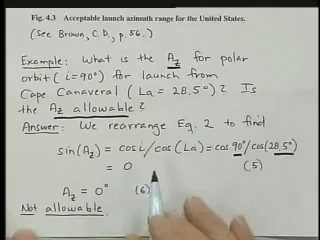 Fig. 4.3 Acceptable launch azimuth range for the United States.
(See Brown, C.D., p.56.)
Example: What is the Az for polar
orbit (i=90°) for launch from
Cape Canaveral (La = 28.5°)? Is
the Az allowable?
Answer: We rearrange Eq. 2 to find
sin(Az) = cos i/cos(La) = cos 90°/cos(28.5°)
= 0 (5)
Az = 0° (6)
Not allowable.